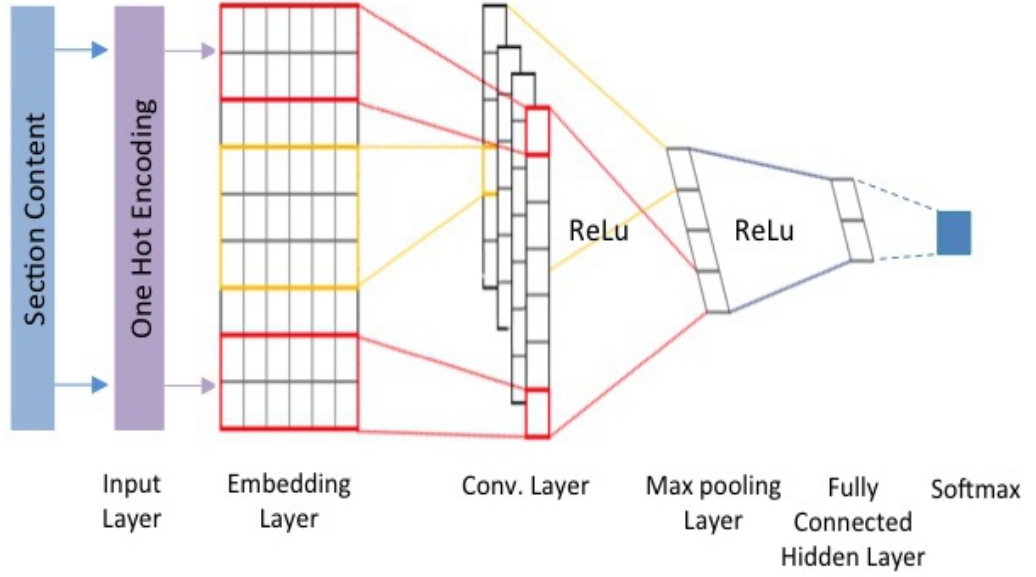 Section Content
One Hot Encoding
ReLu
ReLu
Input
Layer
Embedding
Layer
Conv. Layer
Max pooling
Layer
Fully
Connected
Hidden Layer
Softmax